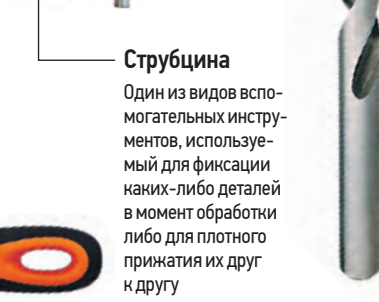 Струбцина
Один из видов вспо-
могательных инстру-
ментов, используе-
мый для фиксации
каких-либо деталей
в момент обработки
либо для плотного
прижатия их друг
к другу